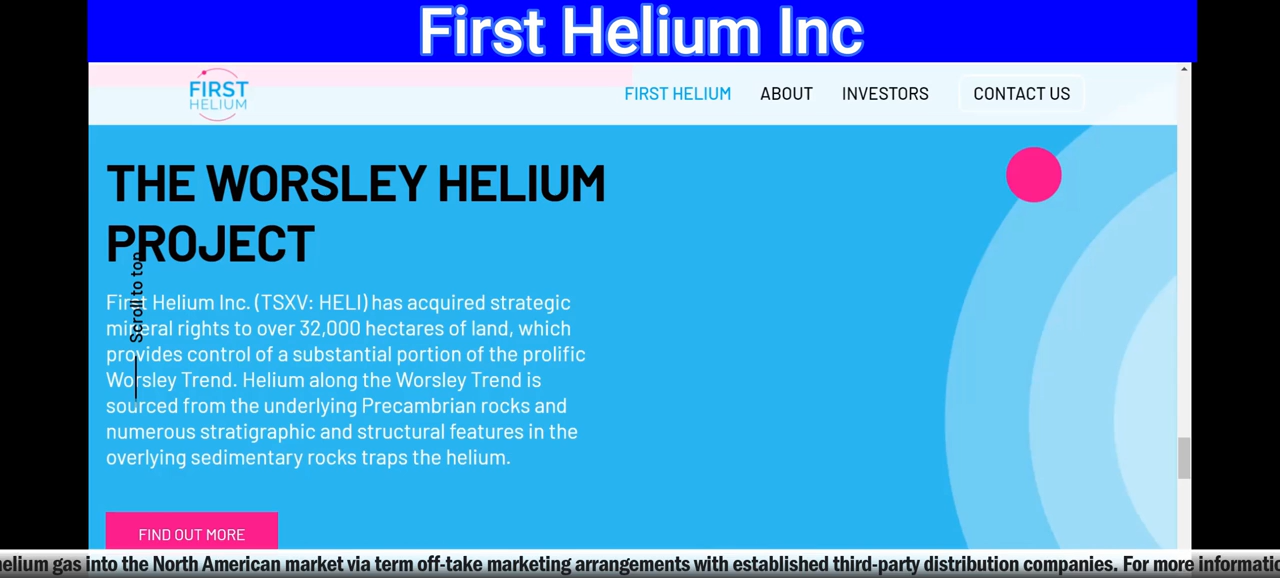 First Helium Inc
FIRST
HELIUM
FIRST HELIUM
ABOUT
INVESTORS
CONTACT US
THE WORSLEY HELIUM
PROJECT
Scroll to top
First Helium Inc. (TSXV: HELI) has acquired strategic
mineral rights to over 32,000 hectares of land, which
provides control of a substantial portion of the prolific
Worsley Trend. Helium along the Worsley Trend is
sourced from the underlying Precambrian rocks and
numerous stratigraphic and structural features in the
overlying sedimentary rocks traps the helium.
FIND OUT MORE
helium gas into the North American market via term off-take marketing arrangements with established third-party distribution companies. For more informatio